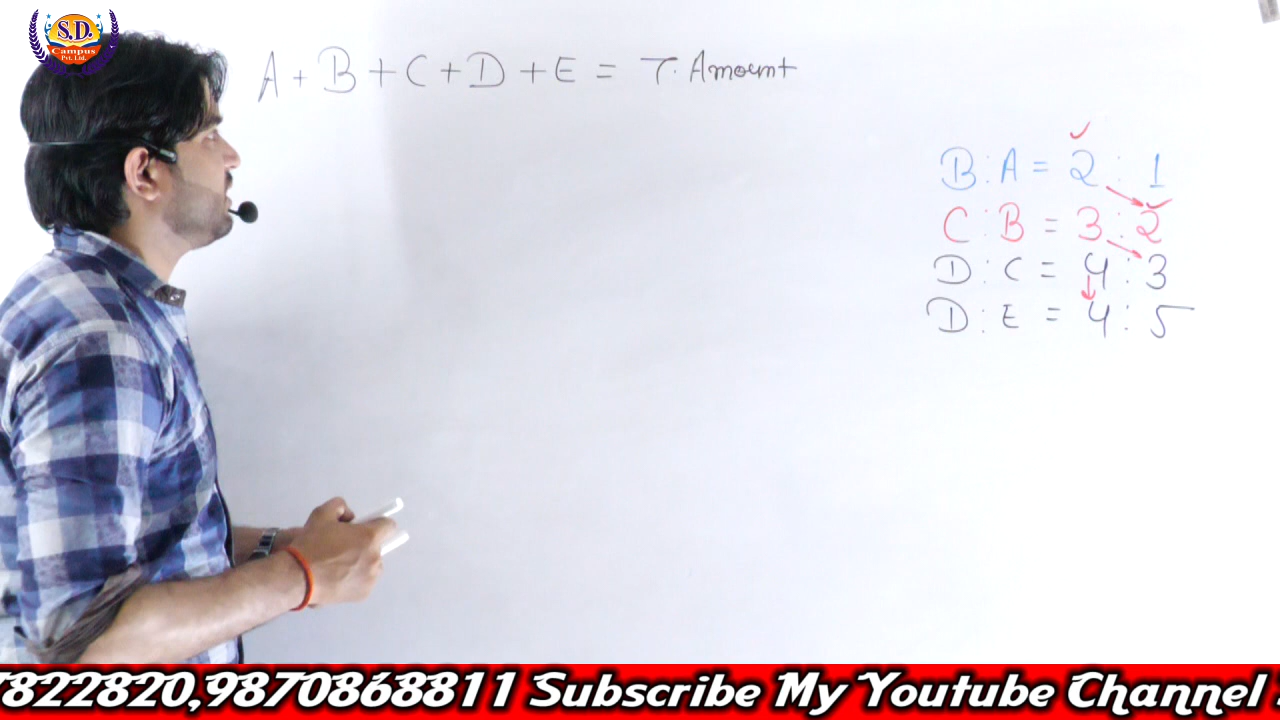 S.D.
Campus
Pvt. Ltd.
A + B + C + D + E = T. Amount
B : A = 2 : 1
C : B = 3 : 2
D : C = 4 : 3
D : E = 4 : 5
7822820,9870868811 Subscribe My Youtube Channel